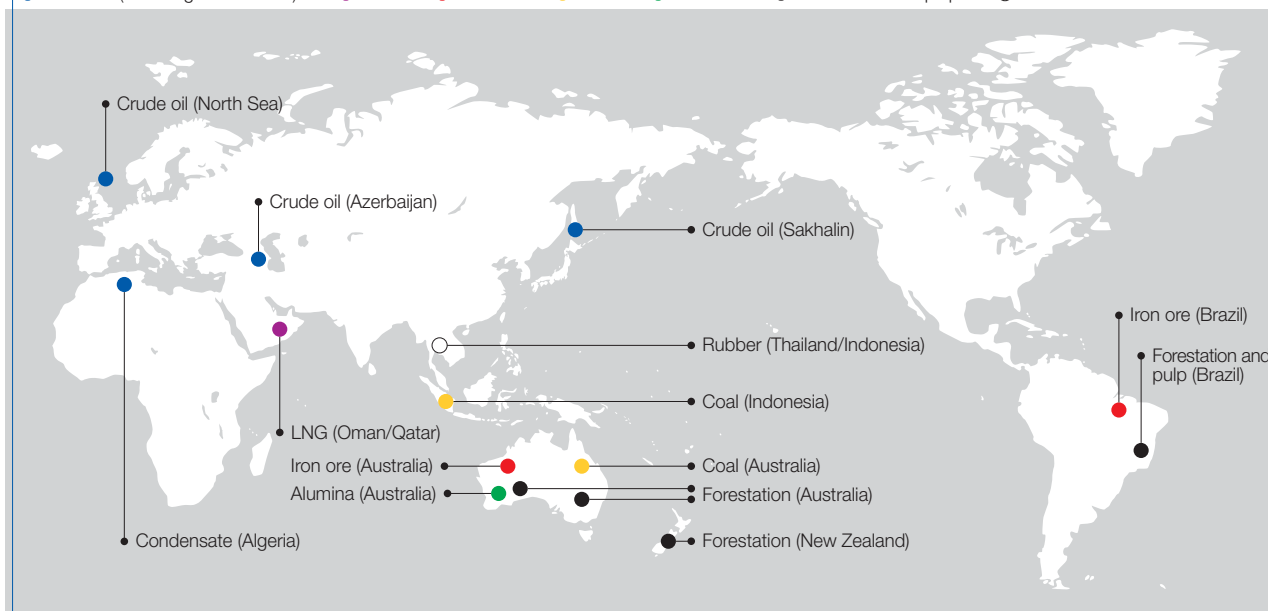 Crude oil (North Sea)
Crude oil (Azerbaijan)
Crude oil (Sakhalin)
Iron ore (Brazil)
Rubber (Thailand/Indonesia)
Forestation and
pulp (Brazil)
Coal (Indonesia)
LNG (Oman/Qatar)
Iron ore (Australia)
Coal (Australia)
Alumina (Australia)
Forestation (Australia)
Condensate (Algeria)
Forestation (New Zealand)